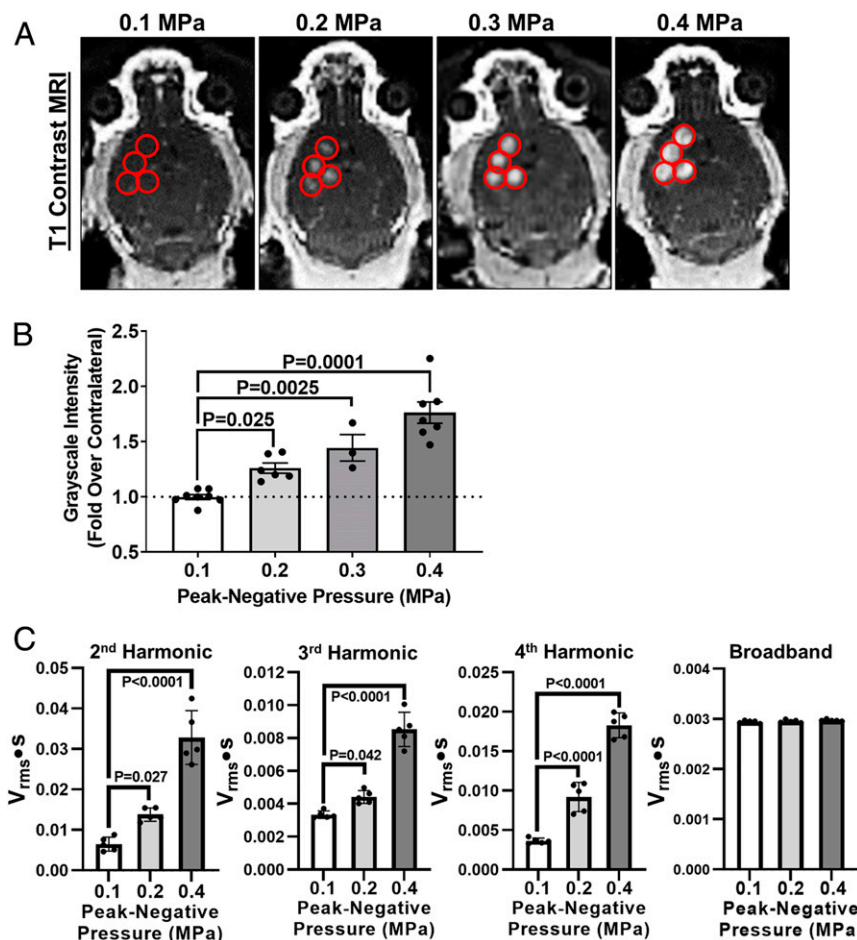 A
0.1 MPa 0.2 MPa 0.3 MPa 0.4 MPa
T1 Contrast MRI
B
Grayscale Intensity
(Fold Over Contralateral)
2.5
2.0
1.5
1.0
0.5
P=0.0001
P=0.0025
P=0.025
0.1 0.2 0.3 0.4
Peak-Negative Pressure (MPa)
C
2nd Harmonic
Vrms•s
0.05
0.04
0.03
0.02
0.01
0.00
P<0.0001
P=0.027
0.1 0.2 0.4
Peak-Negative
Pressure (MPa)
3rd Harmonic
Vrms•s
0.012
0.010
0.008
0.006
0.004
0.002
0.000
P<0.0001
P=0.042
0.1 0.2 0.4
Peak-Negative
Pressure (MPa)
4th Harmonic
Vrms•s
0.025
0.020
0.015
0.010
0.005
0.000
P<0.0001
P<0.0001
0.1 0.2 0.4
Peak-Negative
Pressure (MPa)
Broadband
Vrms•s
0.004
0.003
0.002
0.001
0.000
0.1 0.2 0.4
Peak-Negative
Pressure (MPa)